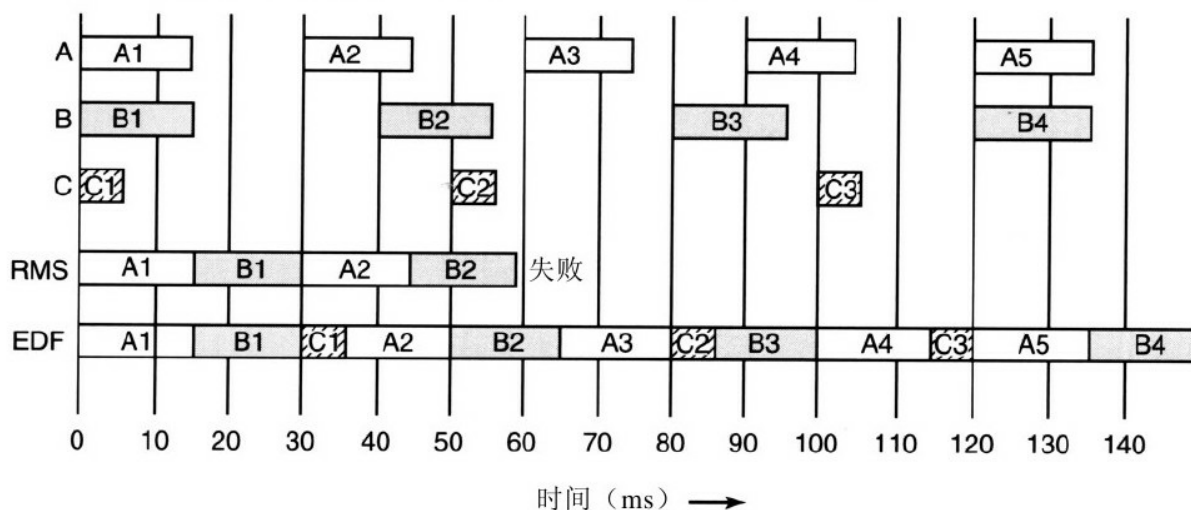 A A1 A2 A3 A4 A5
B B1 B2 B3 B4
C C1 C2 C3
RMS A1 B1 A2 B2 失败
EDF A1 B1 C1 A2 B2 A3 C2 B3 A4 C3 A5 B4
0 10 20 30 40 50 60 70 80 90 100 110 120 130 140
时间（ms）